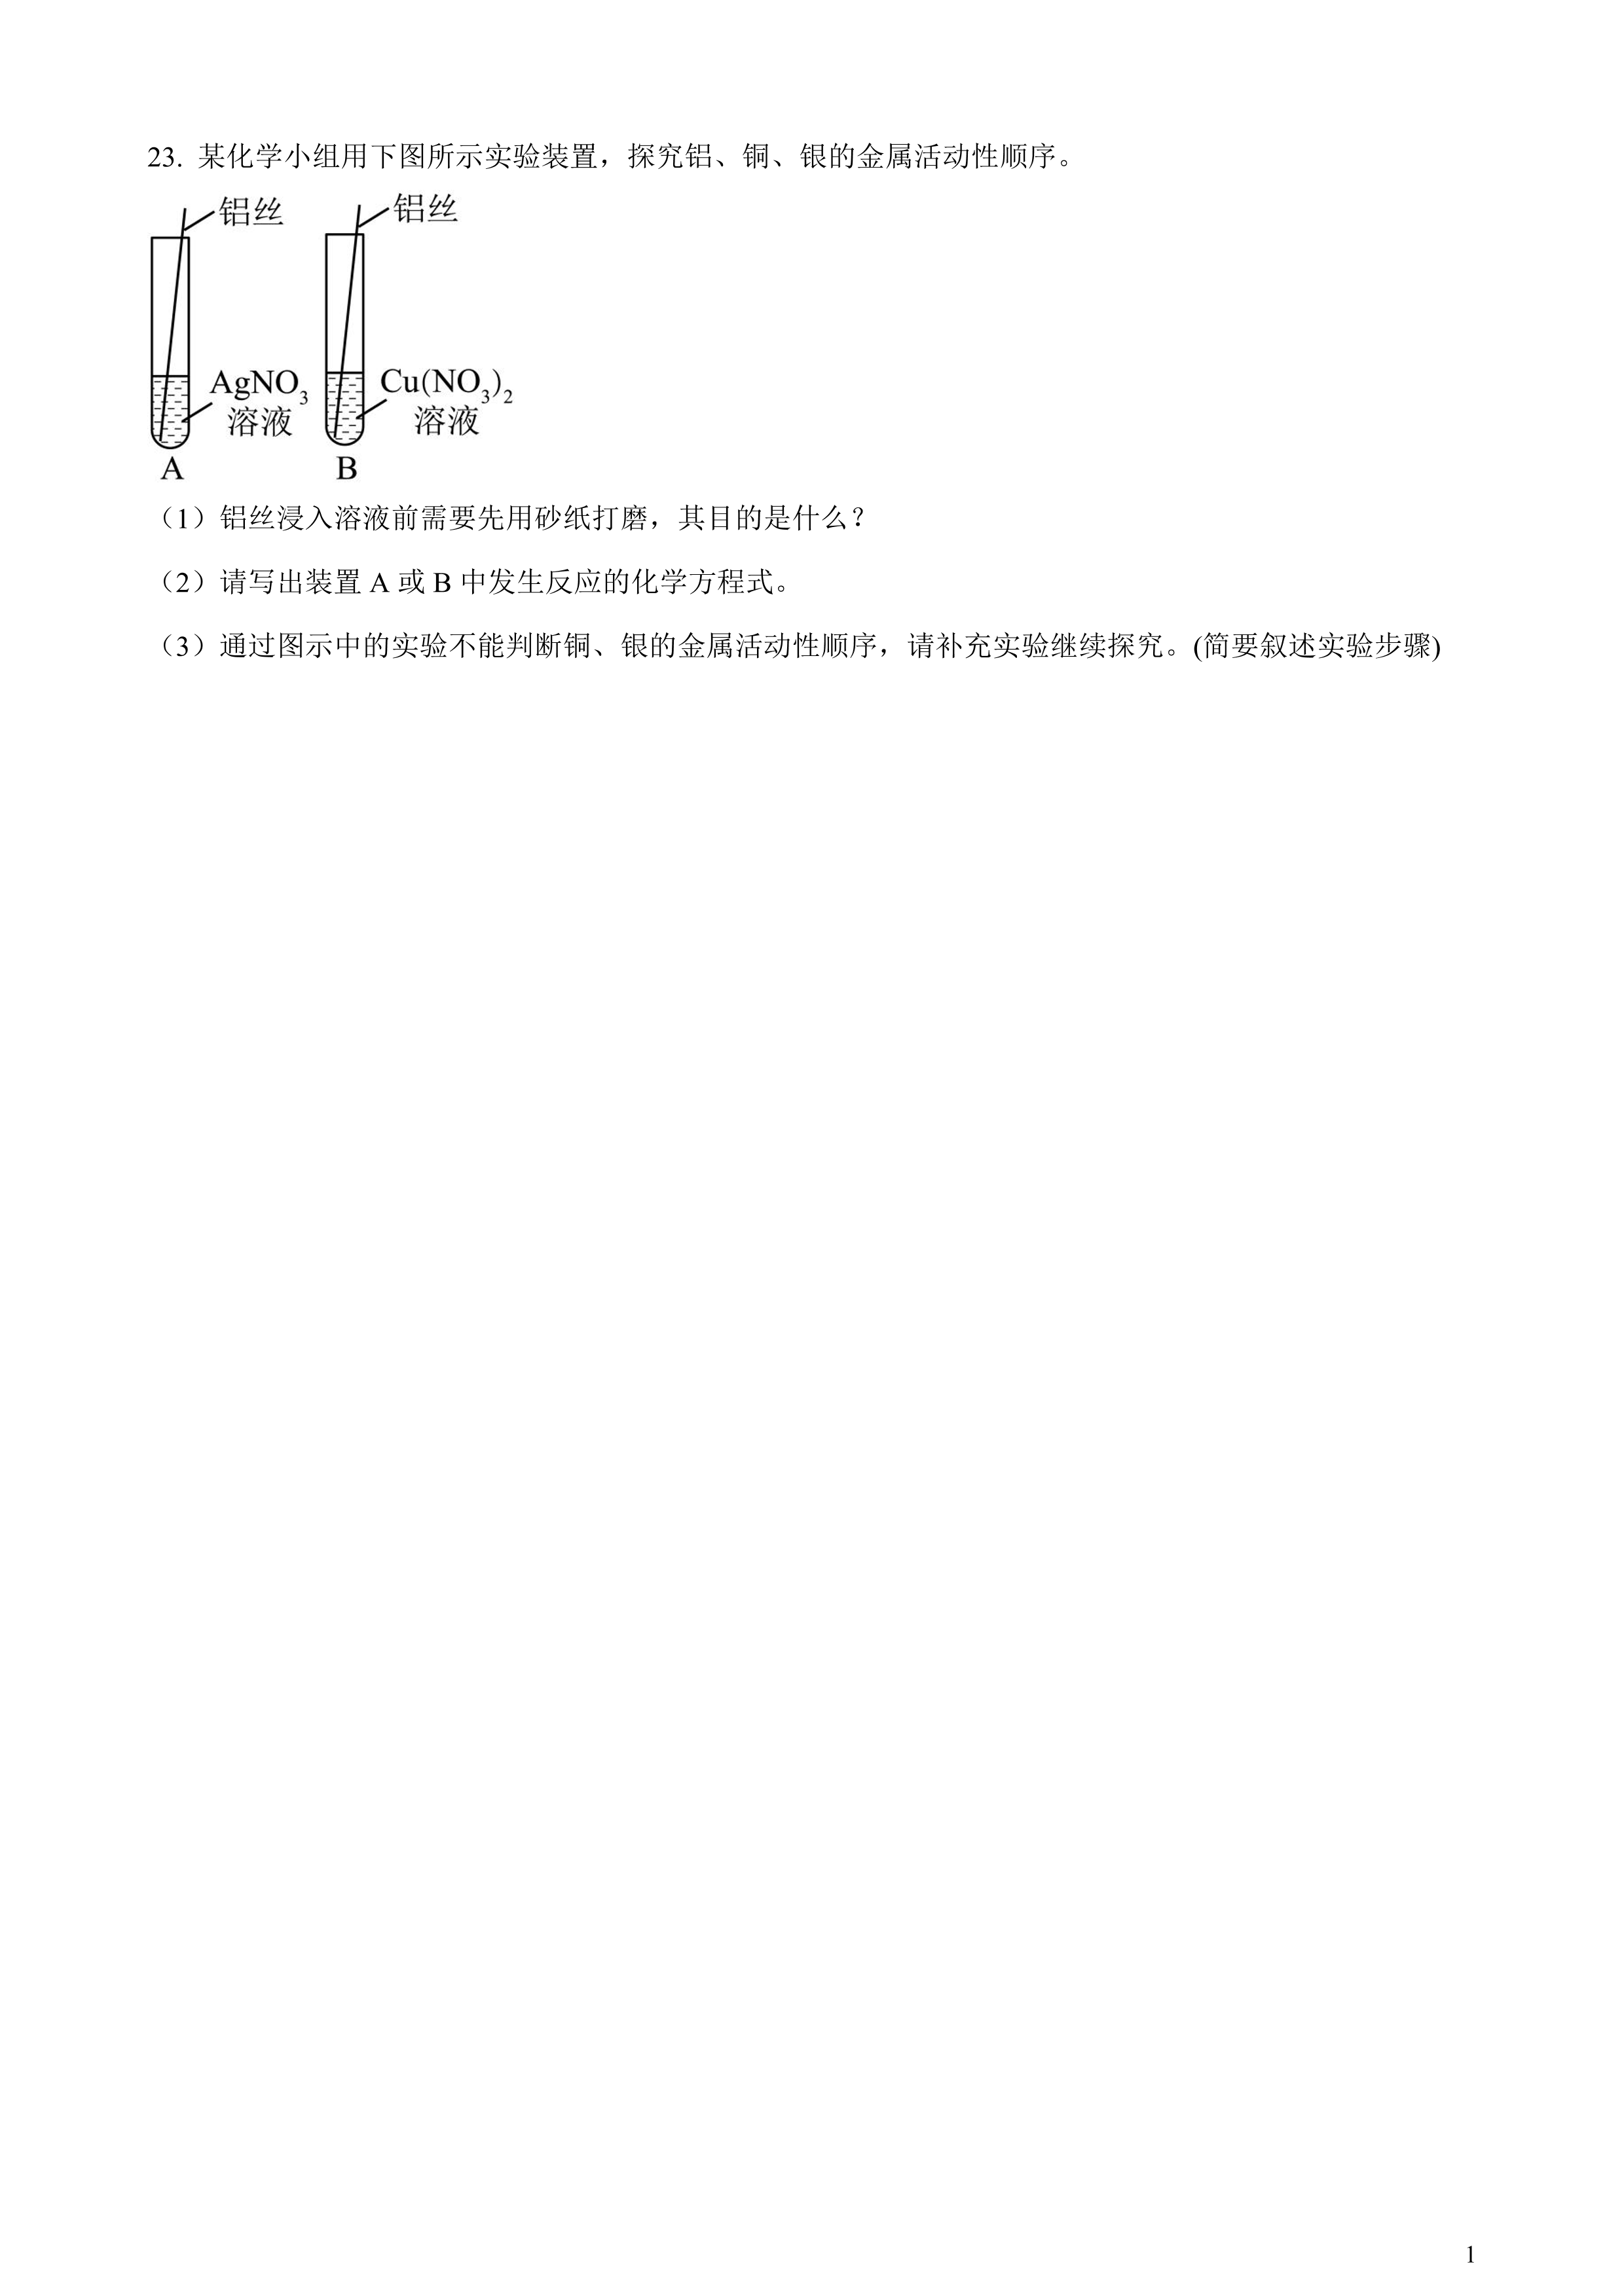 23. 某化学小组用下图所示实验装置，探究铝、铜、银的金属活动性顺序。
铝丝 铝丝
AgNO₃ 溶液 Cu(NO₃)₂ 溶液
A B
（1）铝丝浸入溶液前需要先用砂纸打磨，其目的是什么？
（2）请写出装置 A 或 B 中发生反应的化学方程式。
（3）通过图示中的实验不能判断铜、银的金属活动性顺序，请补充实验继续探究。(简要叙述实验步骤)
1